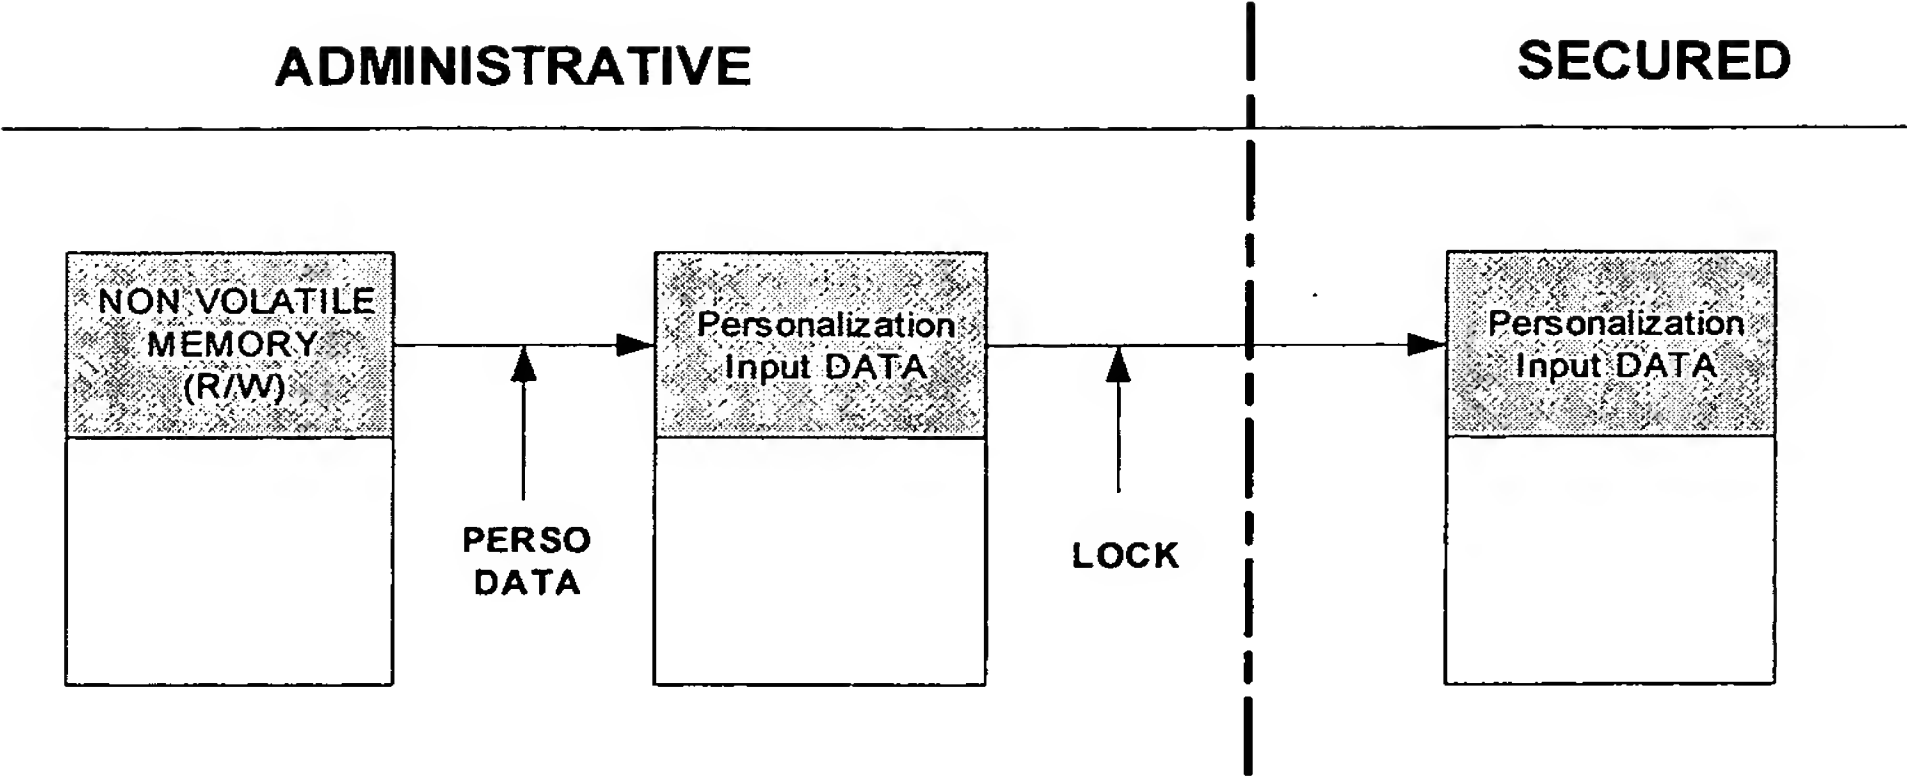 ADMINISTRATIVE
SECURED
NON VOLATILE
MEMORY
(R/W)
Personalization
Input DATA
Personalization
Input DATA
PERSO
DATA
LOCK